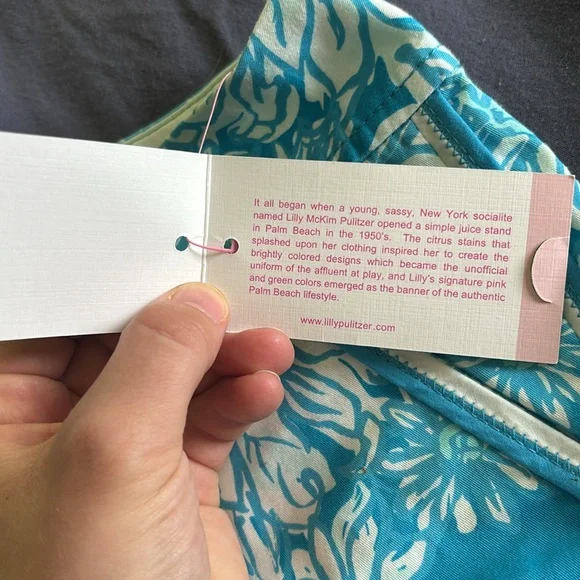 It all began when a young, sassy, New York socialite
named Lilly McKim Pulitzer opened a simple juice stand
in Palm Beach in the 1950's. The citrus stains that
splashed upon her clothing inspired her to create the
brightly colored designs which became the unofficial
uniform of the affluent at play, and Lilly's signature pink
and green colors emerged as the banner of the authentic
Palm Beach lifestyle.
www.lillypulitzer.com